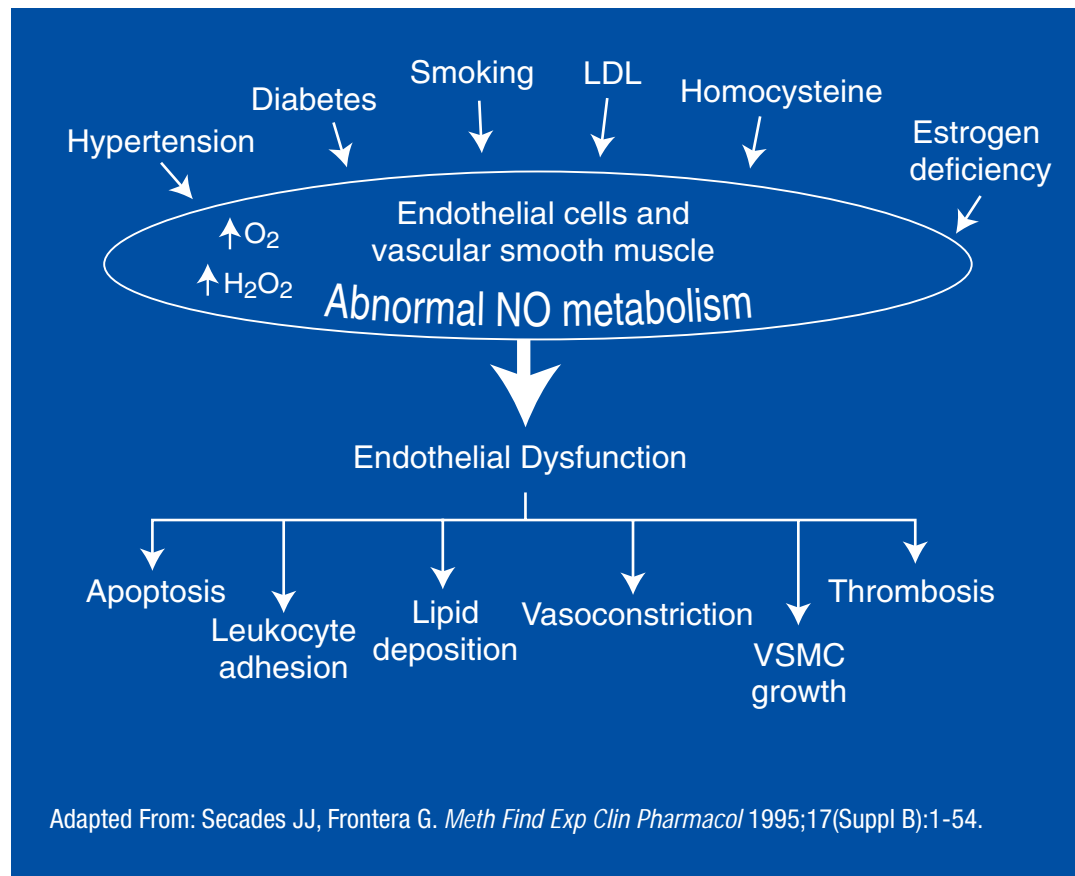 Smoking
LDL
Homocysteine
Diabetes
Estrogen
deficiency
Hypertension
Endothelial cells and
vascular smooth muscle
↑O₂
↑H₂O₂
Abnormal NO metabolism
Endothelial Dysfunction
Apoptosis
Leukocyte
adhesion
Lipid
deposition
Vasoconstriction
VSMC
growth
Thrombosis
Adapted From: Secades JJ, Frontera G. Meth Find Exp Clin Pharmacol 1995;17(Suppl B):1-54.